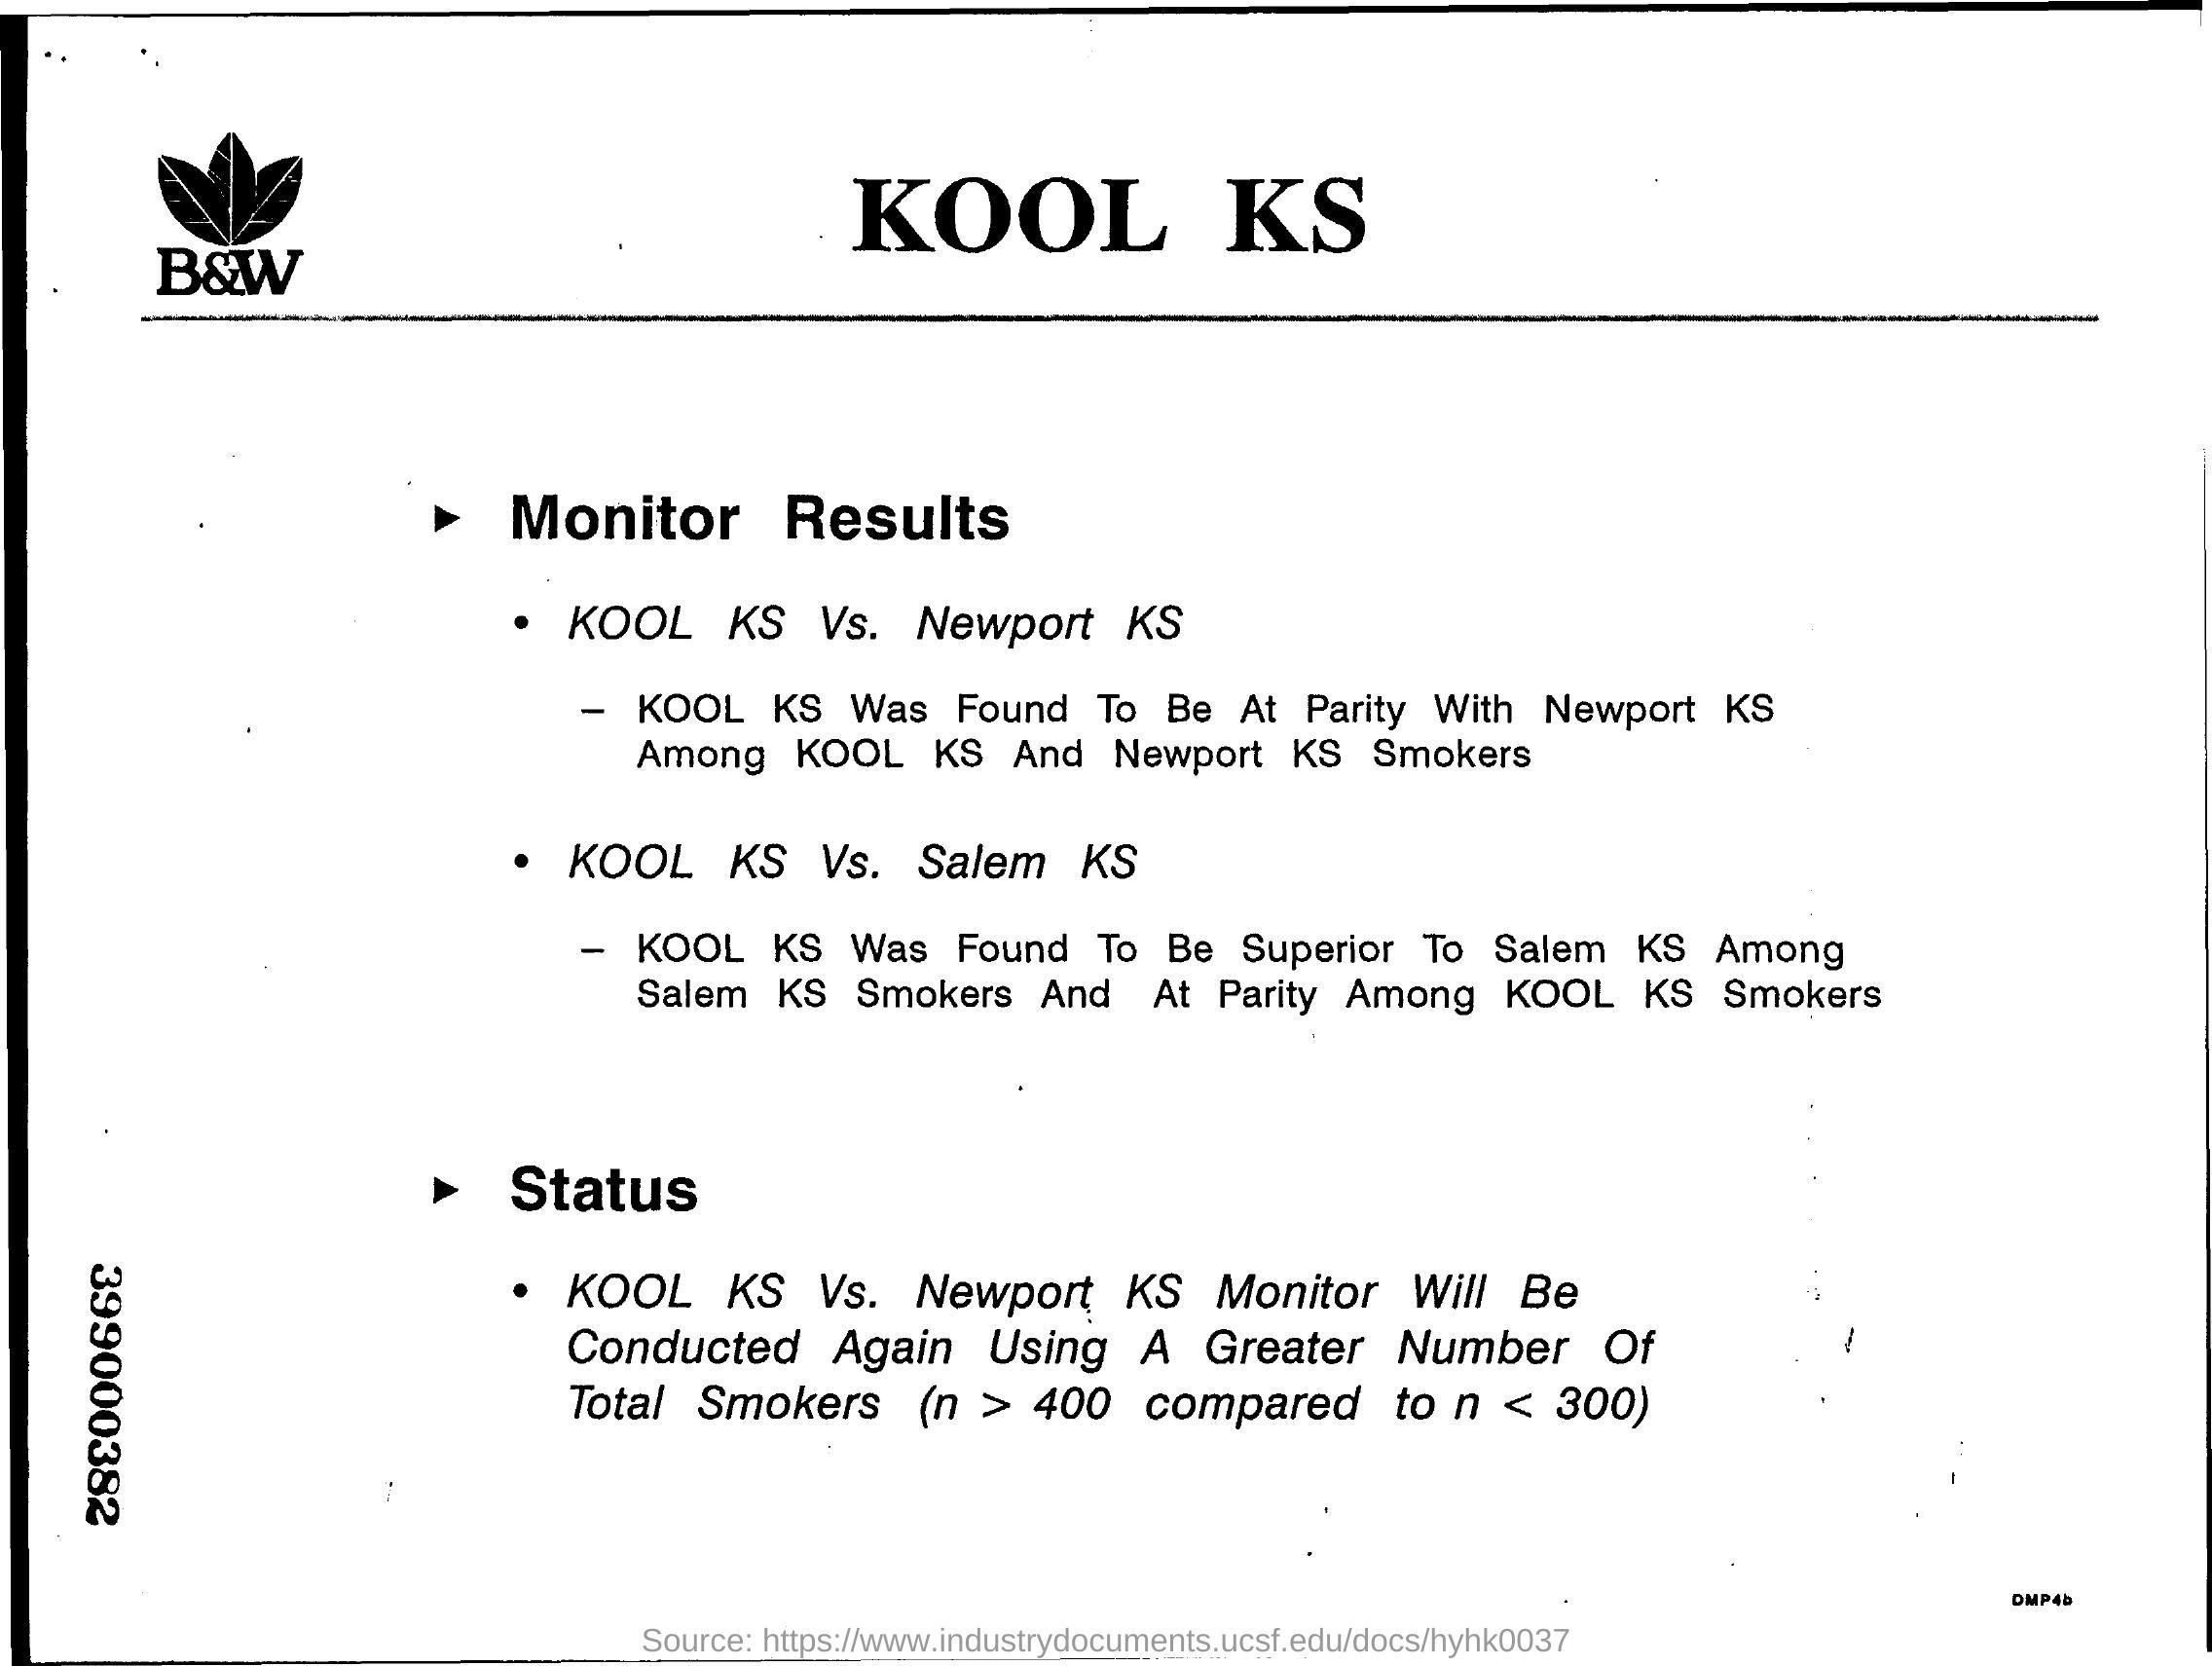 B&W
KOOL KS
► Monitor Results
• KOOL KS Vs. Newport KS
– KOOL KS Was Found To Be At Parity With Newport KS
Among KOOL KS And Newport KS Smokers
• KOOL KS Vs. Salem KS
– KOOL KS Was Found To Be Superior To Salem KS Among
Salem KS Smokers And At Parity Among KOOL KS Smokers
► Status
• KOOL KS Vs. Newport KS Monitor Will Be
Conducted Again Using A Greater Number Of
Total Smokers (n > 400 compared to n < 300)
399000382
DMP4b
Source: https://www.industrydocuments.ucsf.edu/docs/hyhk0037